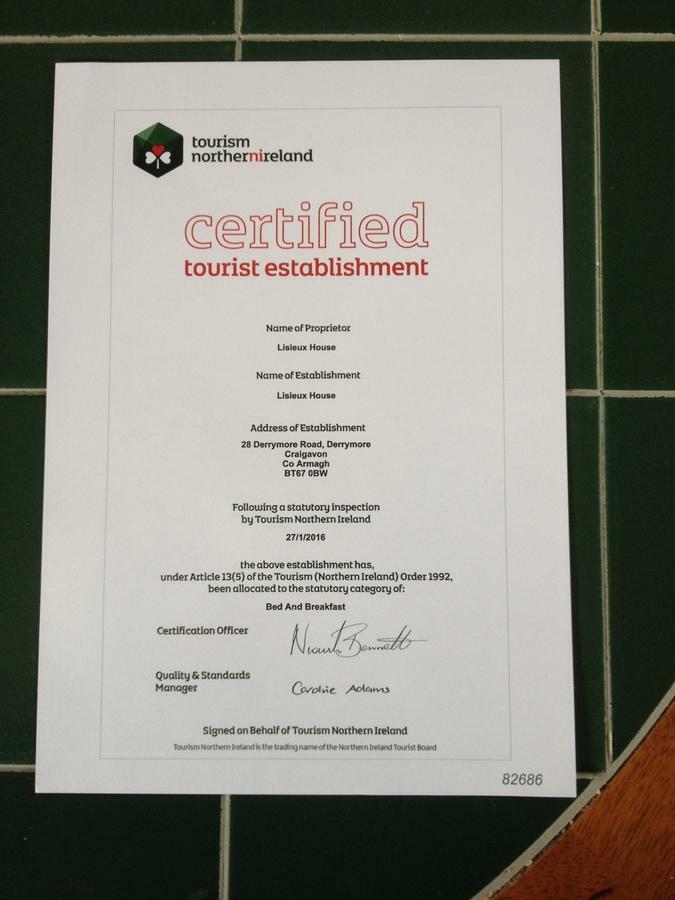 tourism
northernireland
certified
tourist establishment
Name of Proprietor
Lisieux House
Name of Establishment
Lisieux House
Address of Establishment
28 Derrymore Road, Derrymore
Craigavon
Co Armagh
BT67 0BW
Following a statutory inspection
by Tourism Northern Ireland
27/1/2016
the above establishment has,
under Article 13(5) of the Tourism (Northern Ireland) Order 1992,
been allocated to the statutory category of:
Bed And Breakfast
Certification Officer
Bennett
Quality & Standards
Manager
Caroline Adams
Signed on Behalf of Tourism Northern Ireland
Tourism Northern Ireland is the trading name of the Northern Ireland Tourist Board
82686